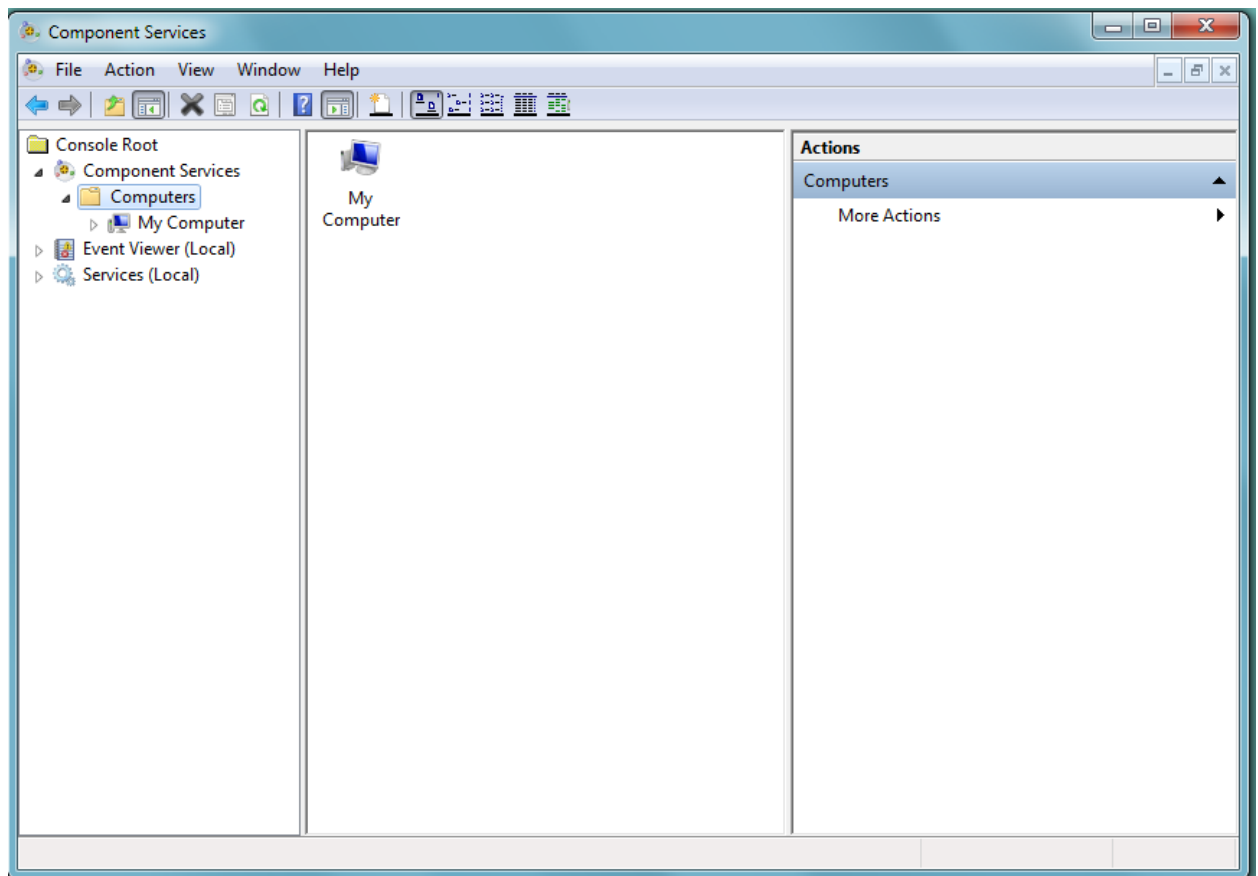 Component Services
File Action View Window Help
Console Root
Component Services
Computers
My Computer
Event Viewer (Local)
Services (Local)
My
Computer
Actions
Computers
More Actions